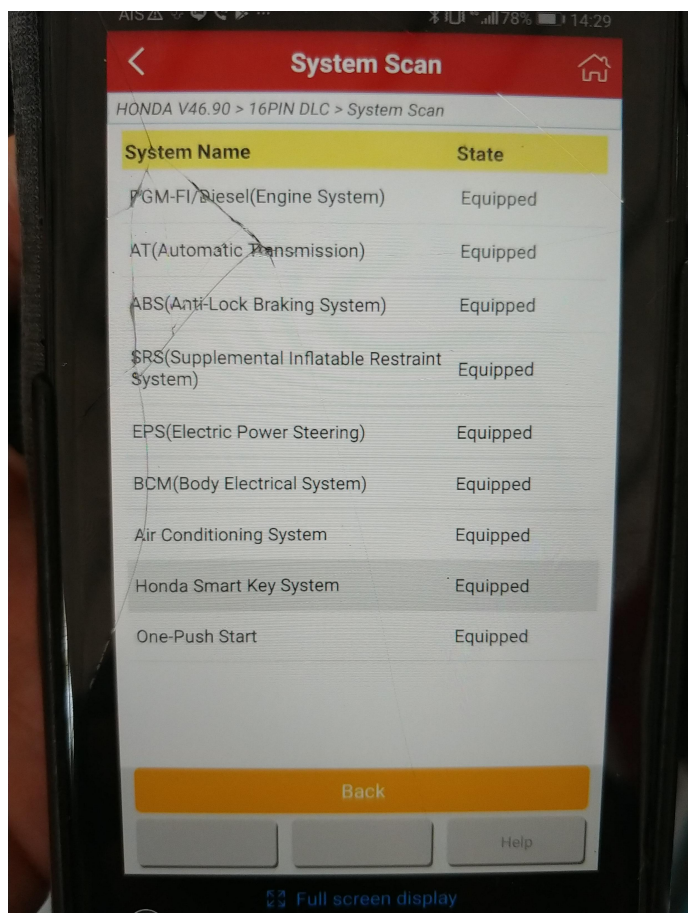 AIS 78% 14:29
System Scan
HONDA V46.90 > 16PIN DLC > System Scan
System Name State
PGM-FI/Diesel(Engine System) Equipped
AT(Automatic Transmission) Equipped
ABS(Anti-Lock Braking System) Equipped
SRS(Supplemental Inflatable Restraint
System) Equipped
EPS(Electric Power Steering) Equipped
BCM(Body Electrical System) Equipped
Air Conditioning System Equipped
Honda Smart Key System Equipped
One-Push Start Equipped
Back
Help
Full screen display